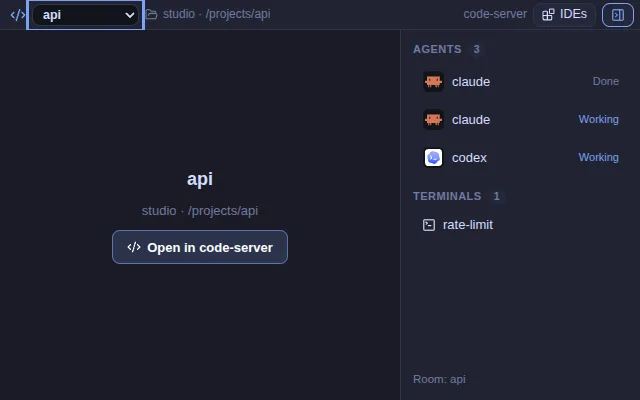 api
studio · /projects/api
code-server
IDEs
AGENTS 3
claude Done
claude Working
codex Working
TERMINALS 1
rate-limit
api
studio · /projects/api
Open in code-server
Room: api